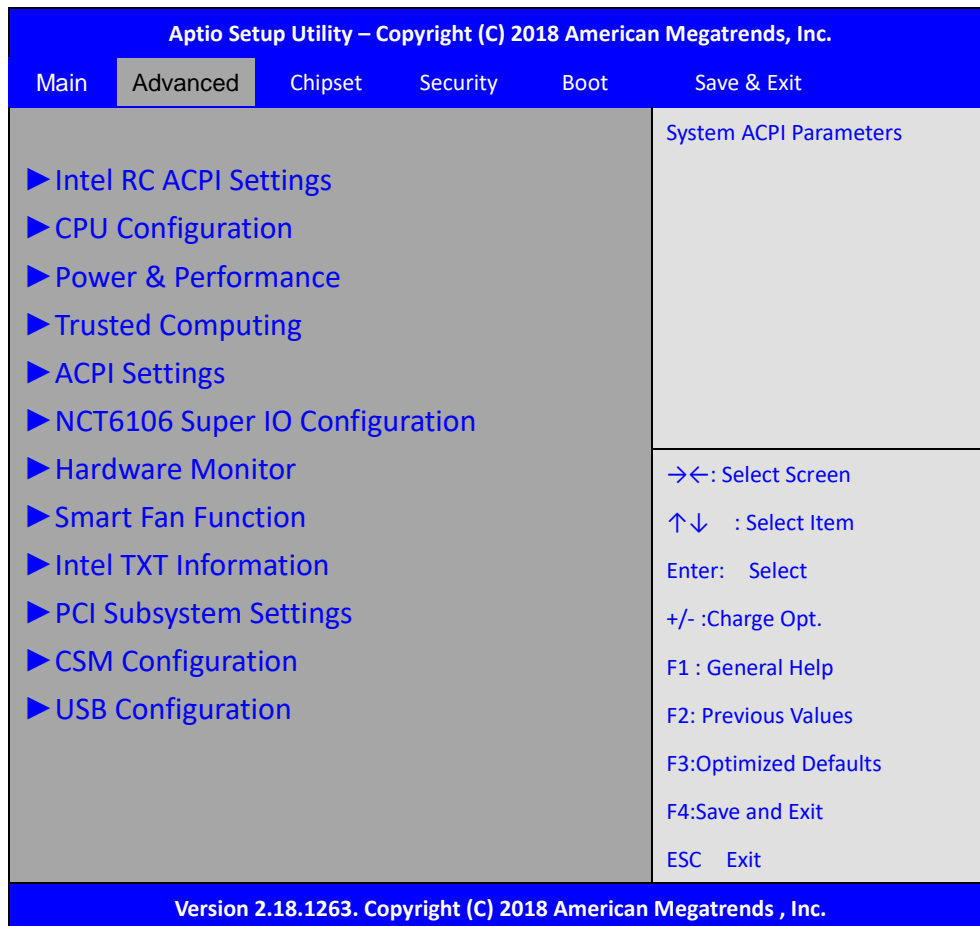 Aptio Setup Utility – Copyright (C) 2018 American Megatrends, Inc.
Main Advanced Chipset Security Boot Save & Exit
►Intel RC ACPI Settings
►CPU Configuration
►Power & Performance
►Trusted Computing
►ACPI Settings
►NCT6106 Super IO Configuration
►Hardware Monitor
►Smart Fan Function
►Intel TXT Information
►PCI Subsystem Settings
►CSM Configuration
►USB Configuration
System ACPI Parameters
→←: Select Screen
↑↓ : Select Item
Enter: Select
+/- :Charge Opt.
F1 : General Help
F2: Previous Values
F3:Optimized Defaults
F4:Save and Exit
ESC Exit
Version 2.18.1263. Copyright (C) 2018 American Megatrends , Inc.